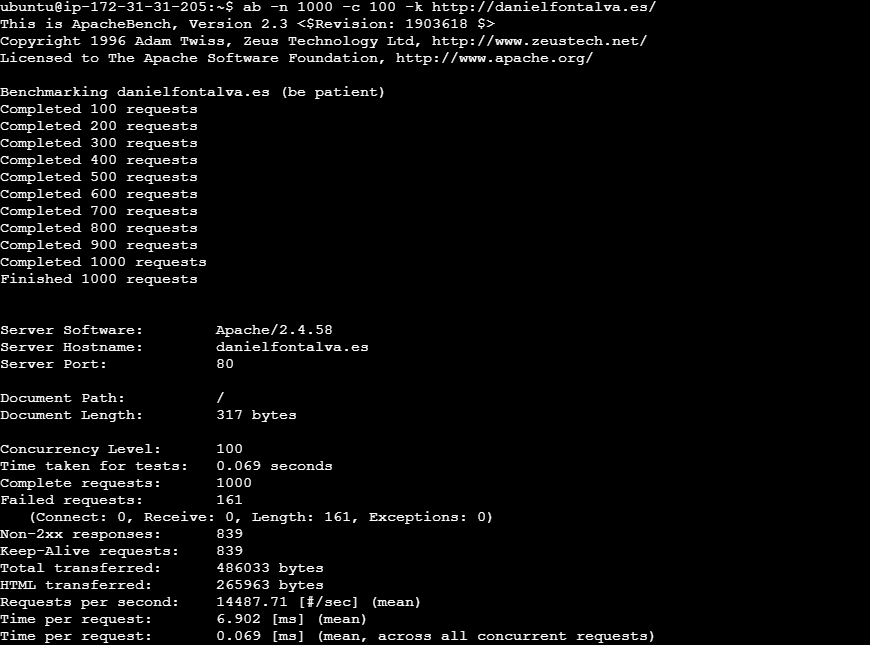 ubuntu@ip-172-31-31-205:~$ ab -n 1000 -c 100 -k http://danielfontalva.es/
This is ApacheBench, Version 2.3 <$Revision: 1903618 $>
Copyright 1996 Adam Twiss, Zeus Technology Ltd, http://www.zeustech.net/
Licensed to The Apache Software Foundation, http://www.apache.org/

Benchmarking danielfontalva.es (be patient)
Completed 100 requests
Completed 200 requests
Completed 300 requests
Completed 400 requests
Completed 500 requests
Completed 600 requests
Completed 700 requests
Completed 800 requests
Completed 900 requests
Completed 1000 requests
Finished 1000 requests


Server Software:        Apache/2.4.58
Server Hostname:        danielfontalva.es
Server Port:            80

Document Path:          /
Document Length:        317 bytes

Concurrency Level:      100
Time taken for tests:   0.069 seconds
Complete requests:      1000
Failed requests:        161
   (Connect: 0, Receive: 0, Length: 161, Exceptions: 0)
Non-2xx responses:      839
Keep-Alive requests:    839
Total transferred:      486033 bytes
HTML transferred:       265963 bytes
Requests per second:    14487.71 [#/sec] (mean)
Time per request:       6.902 [ms] (mean)
Time per request:       0.069 [ms] (mean, across all concurrent requests)